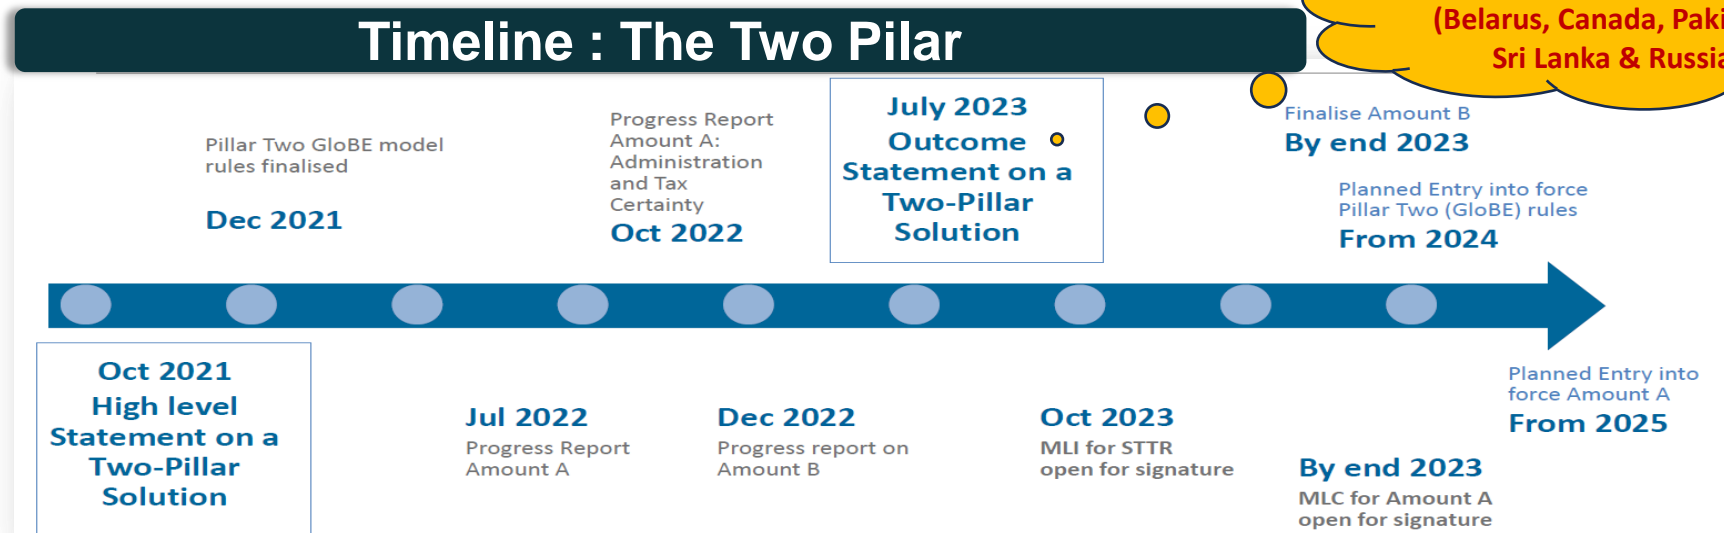 Timeline : The Two Pilar
(Belarus, Canada,
Sri Lanka &
Pillar Two GloBE model
rules finalised
Dec 2021
Progress Report
Amount A:
Administration
and Tax
Certainty
Oct 2022
July 2023
Outcome
Statement on a
Two-Pillar
Solution
Finalise Amount B
By end 2023
Planned Entry into force
Pillar Two (GloBE) rules
From 2024
Oct 2021
High level
Statement on a
Two-Pillar
Solution
Jul 2022
Progress Report
Amount A
Dec 2022
Progress report on
Amount B
Oct 2023
MLI for STTR
open for signature
By end 2023
MLC for Amount A
open for signature
Planned Entry into
force Amount A
From 2025